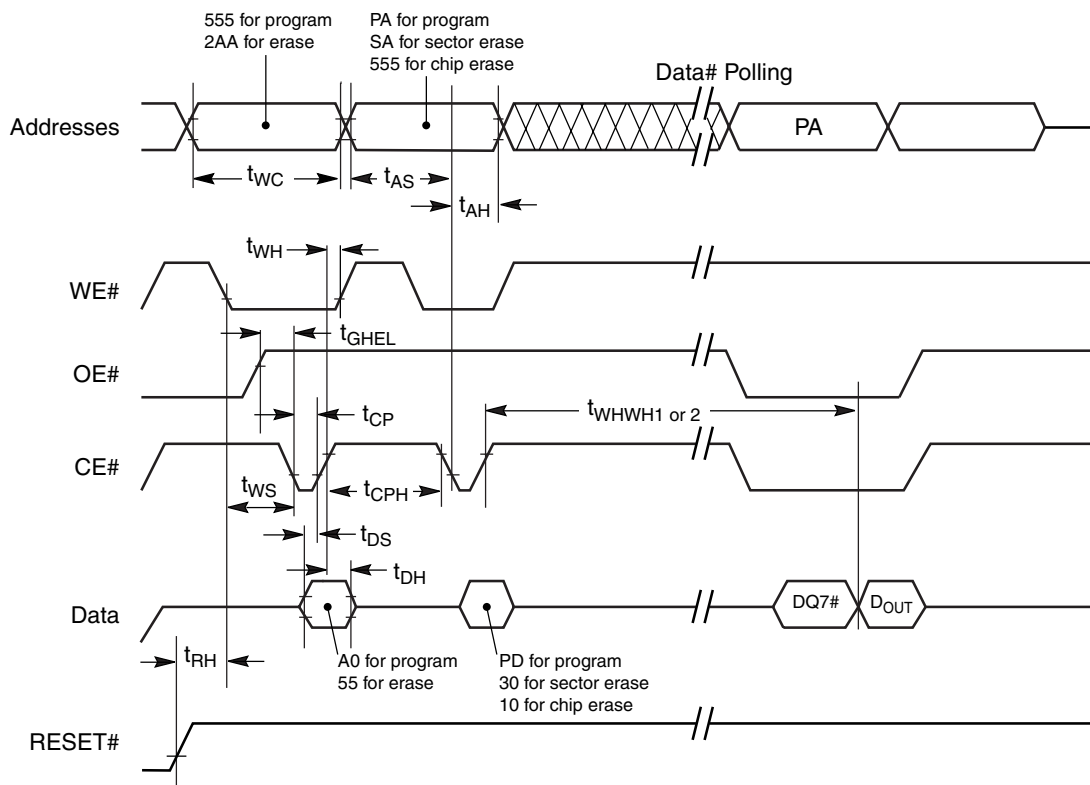 555 for program
2AA for erase
PA for program
SA for sector erase
555 for chip erase
Data# Polling
Addresses
PA
tWC
tAS
tAH
tWH
WE#
tGHEL
OE#
tWHWH1 or 2
tCP
CE#
tWS
tCPH
tDS
tDH
Data
DQ7#
DOUT
tRH
A0 for program
55 for erase
PD for program
30 for sector erase
10 for chip erase
RESET#